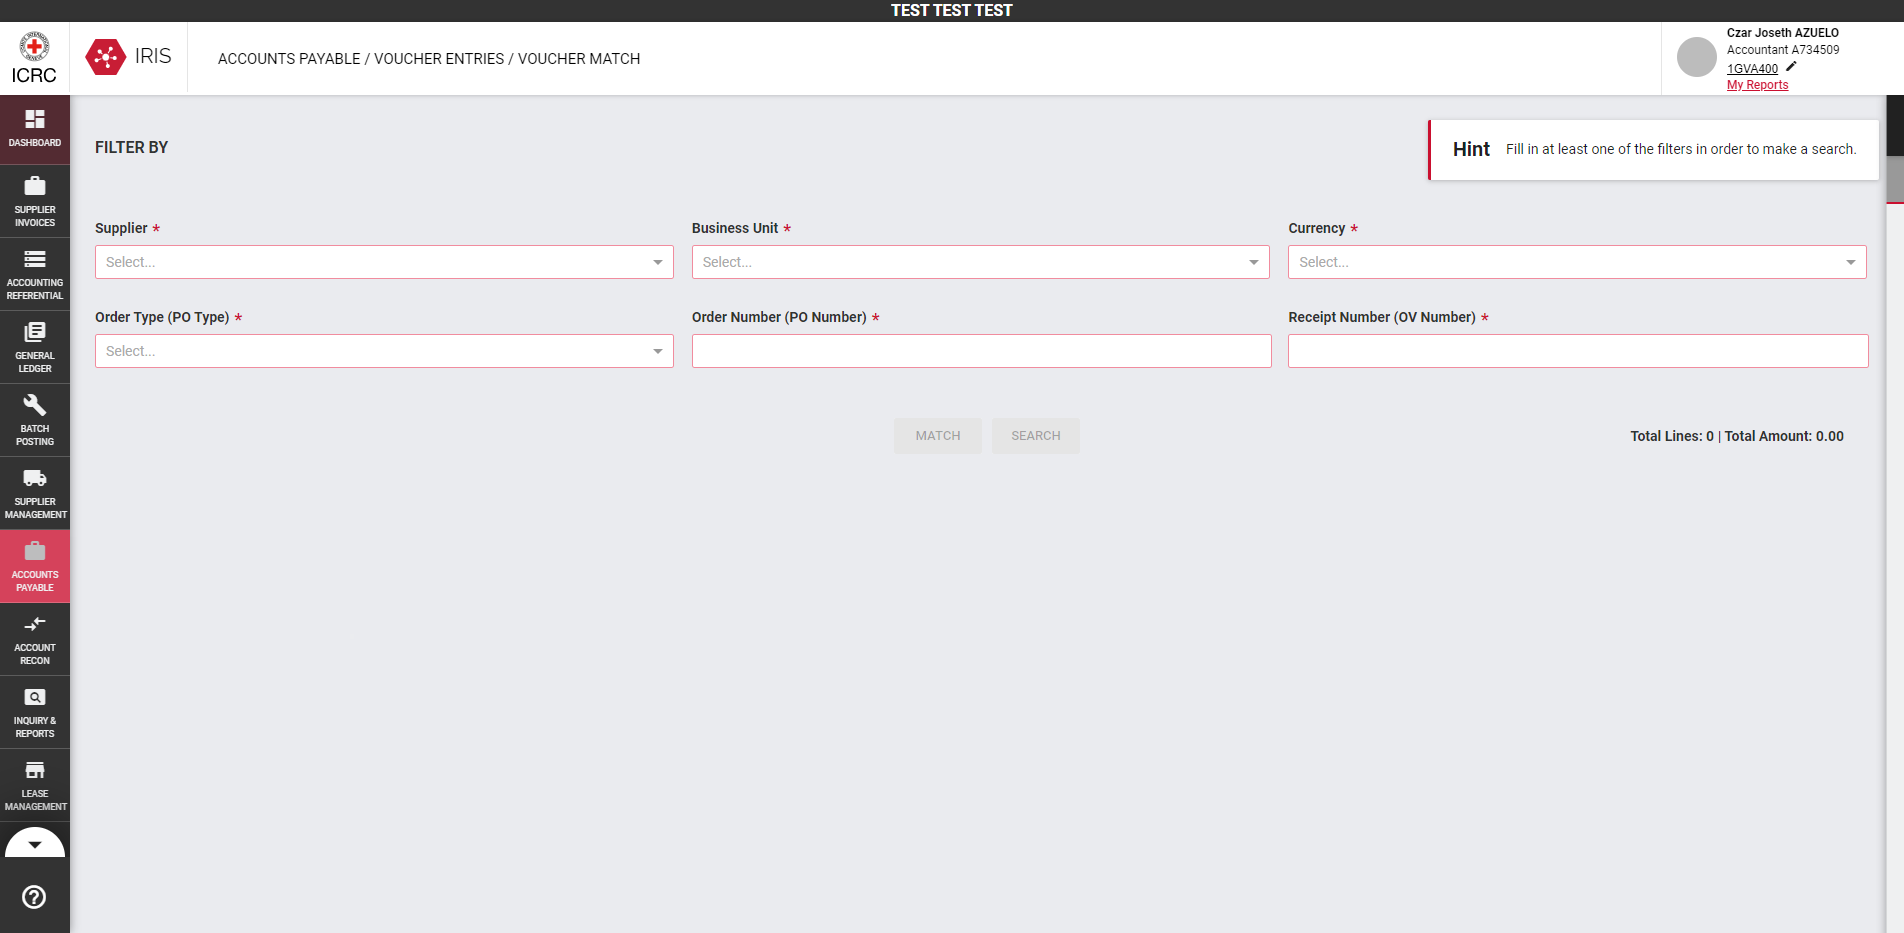 TEST TEST TEST
ICRC
IRIS
ACCOUNTS PAYABLE / VOUCHER ENTRIES / VOUCHER MATCH
Czar Joseth AZUELO
Accountant A734509
1GVA400
My Reports
DASHBOARD
SUPPLIER
INVOICES
ACCOUNTING
REFERENTIAL
GENERAL
LEDGER
BATCH
POSTING
SUPPLIER
MANAGEMENT
ACCOUNTS
PAYABLE
ACCOUNT
RECON
INQUIRY &
REPORTS
LEASE
MANAGEMENT
FILTER BY
Hint Fill in at least one of the filters in order to make a search.
Supplier * Business Unit * Currency *
Select... Select... Select...
Order Type (PO Type) * Order Number (PO Number) * Receipt Number (OV Number) *
Select...
MATCH SEARCH Total Lines: 0 | Total Amount: 0.00